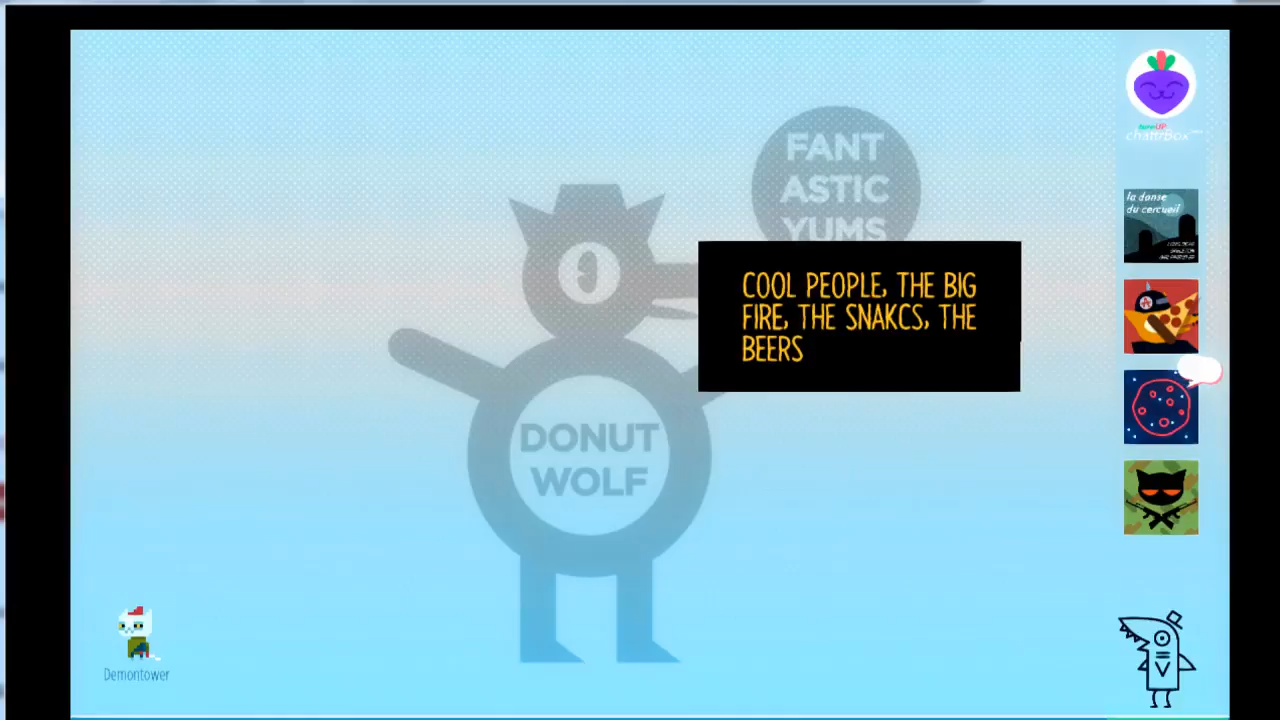 FANT
ASTIC
YUMS
COOL PEOPLE, THE BIG
FIRE, THE SNAKCS, THE
BEERS
DONUT
WOLF
chattrBox
la danse
du cercueil
Demontower